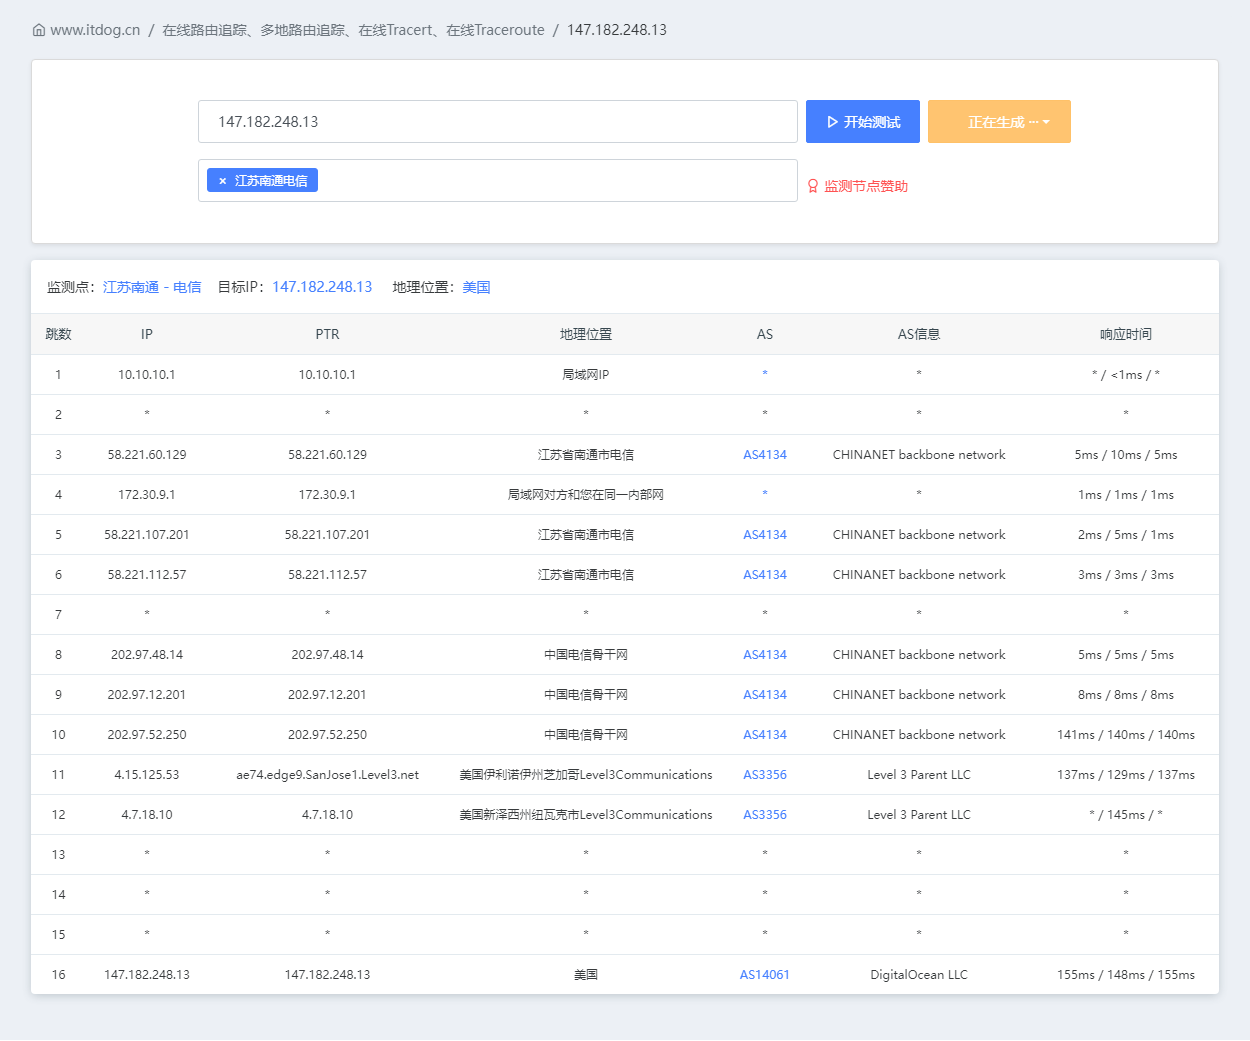 www.itdog.cn / 在线路由追踪、多地路由追踪、在线Tracert、在线Traceroute / 147.182.248.13
147.182.248.13 开始测试 正在生成 ···
× 江苏南通电信 监测节点赞助
监测点：江苏南通 - 电信 目标IP：147.182.248.13 地理位置：美国
跳数 IP PTR 地理位置 AS AS信息 响应时间
1 10.10.10.1 10.10.10.1 局域网IP * * * / <1ms / *
2 * * * * * *
3 58.221.60.129 58.221.60.129 江苏省南通市电信 AS4134 CHINANET backbone network 5ms / 10ms / 5ms
4 172.30.9.1 172.30.9.1 局域网对方和您在同一内部网 * * 1ms / 1ms / 1ms
5 58.221.107.201 58.221.107.201 江苏省南通市电信 AS4134 CHINANET backbone network 2ms / 5ms / 1ms
6 58.221.112.57 58.221.112.57 江苏省南通市电信 AS4134 CHINANET backbone network 3ms / 3ms / 3ms
7 * * * * * *
8 202.97.48.14 202.97.48.14 中国电信骨干网 AS4134 CHINANET backbone network 5ms / 5ms / 5ms
9 202.97.12.201 202.97.12.201 中国电信骨干网 AS4134 CHINANET backbone network 8ms / 8ms / 8ms
10 202.97.52.250 202.97.52.250 中国电信骨干网 AS4134 CHINANET backbone network 141ms / 140ms / 140ms
11 4.15.125.53 ae74.edge9.SanJose1.Level3.net 美国伊利诺伊州芝加哥Level3Communications AS3356 Level 3 Parent LLC 137ms / 129ms / 137ms
12 4.7.18.10 4.7.18.10 美国新泽西州纽瓦克市Level3Communications AS3356 Level 3 Parent LLC * / 145ms / *
13 * * * * * *
14 * * * * * *
15 * * * * * *
16 147.182.248.13 147.182.248.13 美国 AS14061 DigitalOcean LLC 155ms / 148ms / 155ms